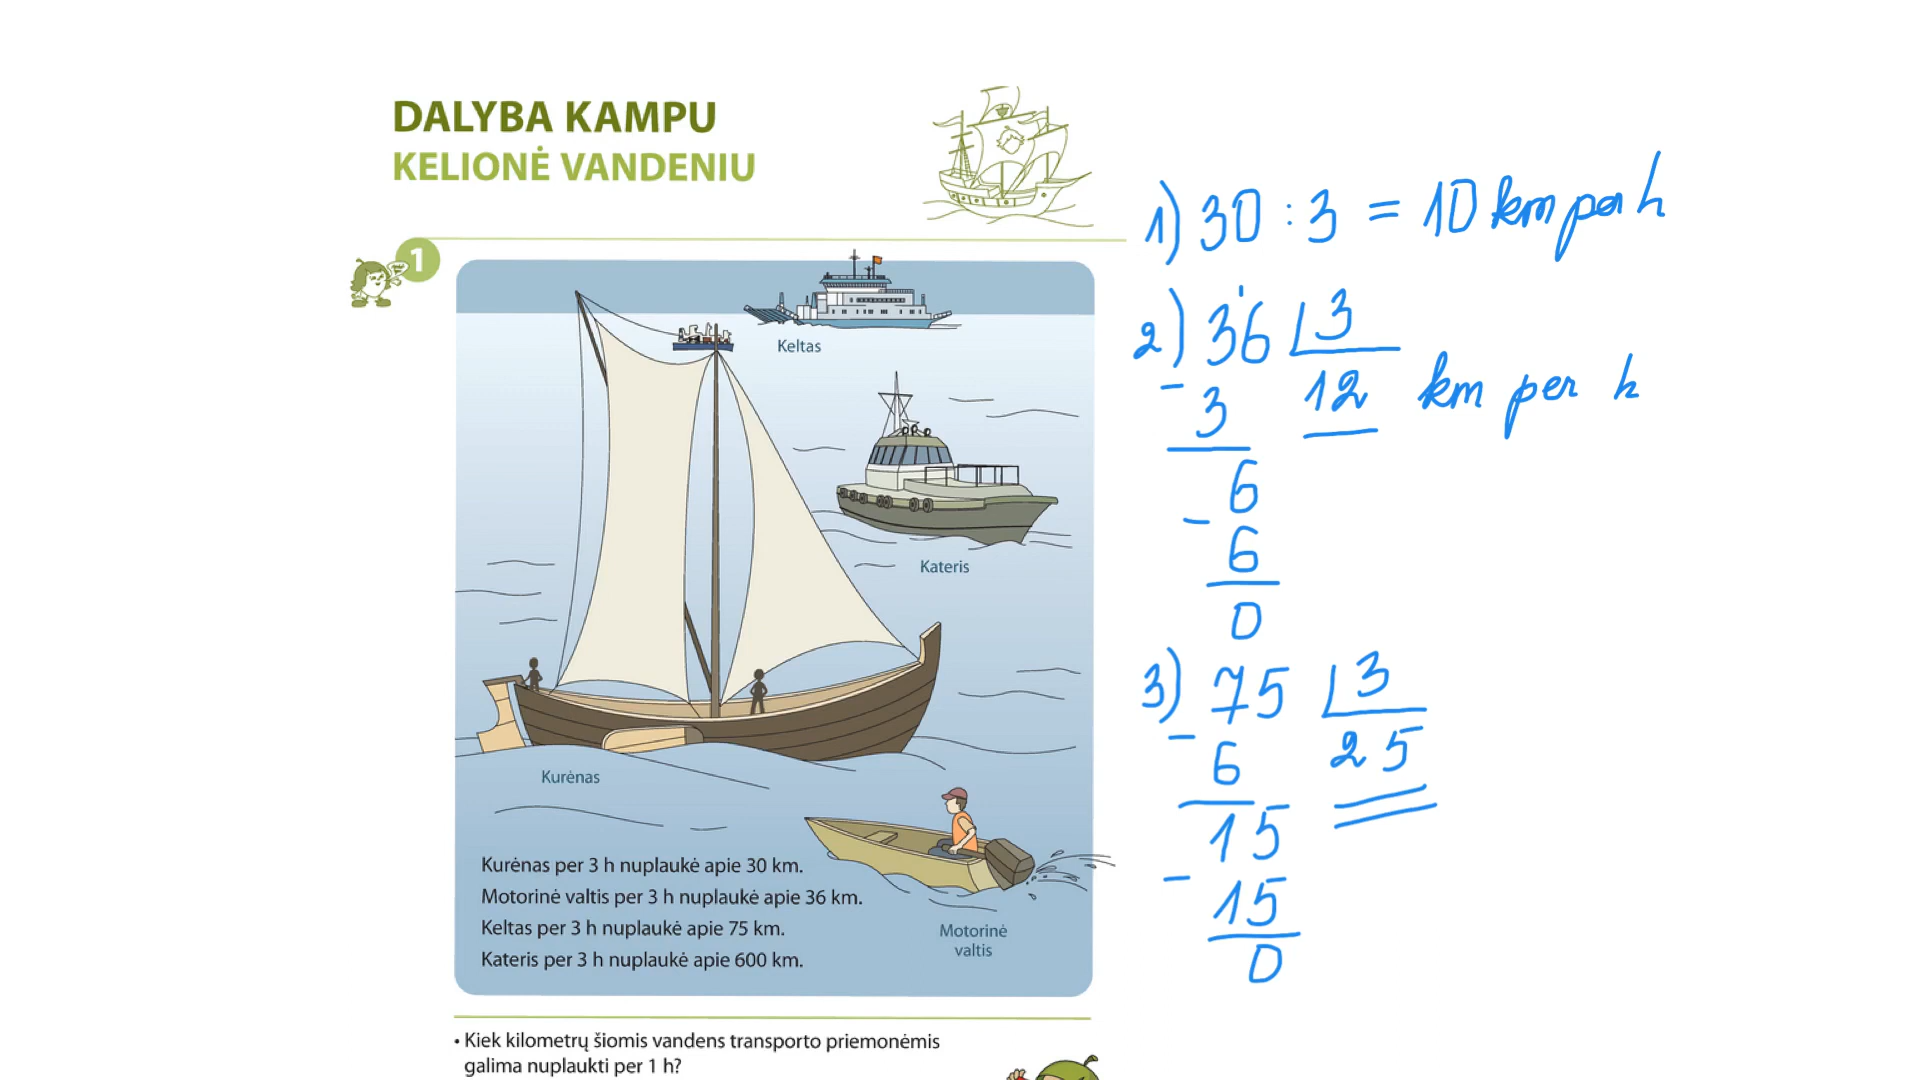 DALYBA KAMPU
KELIONĖ VANDENIU
1
Keltas
Kateris
Kurėnas
Motorinė
valtis
Kurėnas per 3 h nuplaukė apie 30 km.
Motorinė valtis per 3 h nuplaukė apie 36 km.
Keltas per 3 h nuplaukė apie 75 km.
Kateris per 3 h nuplaukė apie 600 km.
• Kiek kilometrų šiomis vandens transporto priemonėmis
galima nuplaukti per 1 h?
1) 30 : 3 = 10 km per h
2) 36 3
- 3 12 km per h
6
- 6
0
3) 75 3
- 6 25
15
- 15
0